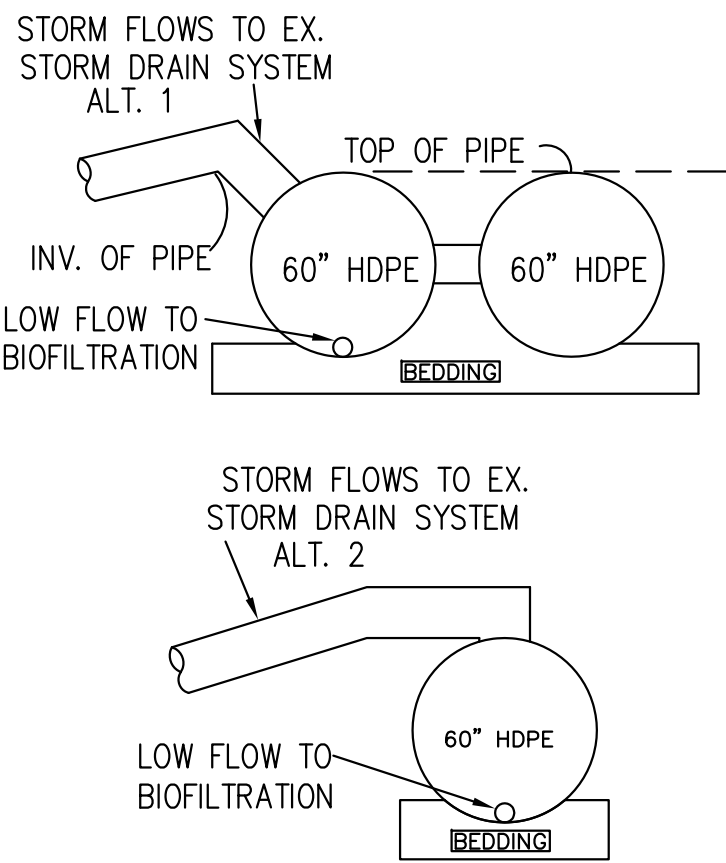 STORM FLOWS TO EX.
STORM DRAIN SYSTEM
ALT. 1
TOP OF PIPE
INV. OF PIPE
60” HDPE
60” HDPE
LOW FLOW TO
BIOFILTRATION
BEDDING
STORM FLOWS TO EX.
STORM DRAIN SYSTEM
ALT. 2
60” HDPE
LOW FLOW TO
BIOFILTRATION
BEDDING